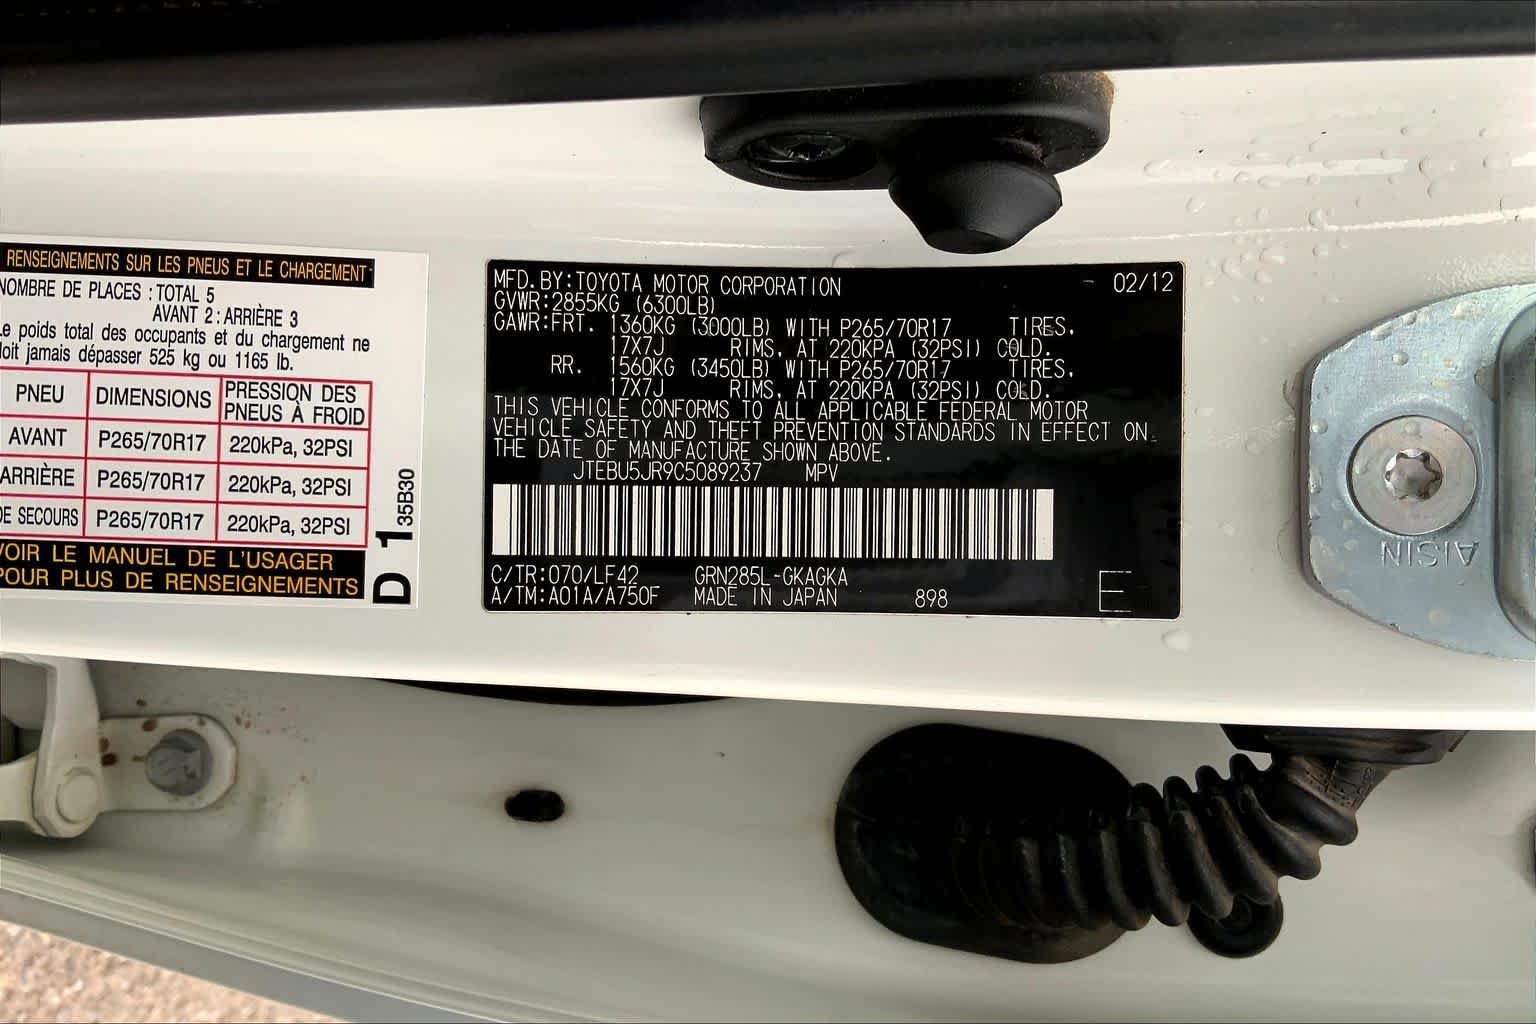 RENSEIGNEMENTS SUR LES PNEUS ET LE CHARGEMENT
NOMBRE DE PLACES : TOTAL 5
AVANT 2 : ARRIÈRE 3
Le poids total des occupants et du chargement ne
doit jamais dépasser 525 kg ou 1165 lb.
PNEU DIMENSIONS PRESSION DES PNEUS À FROID
AVANT P265/70R17 220kPa, 32PSI
ARRIÈRE P265/70R17 220kPa, 32PSI
DE SECOURS P265/70R17 220kPa, 32PSI
VOIR LE MANUEL DE L'USAGER
POUR PLUS DE RENSEIGNEMENTS
D 1 35B30
MFD. BY: TOYOTA MOTOR CORPORATION 02/12
GVWR: 2855KG (6300LB)
GAWR: FRT. 1360KG (3000LB) WITH P265/70R17 TIRES,
17X7J RIMS, AT 220KPA (32PSI) COLD.
RR. 1560KG (3450LB) WITH P265/70R17 TIRES,
17X7J RIMS, AT 220KPA (32PSI) COLD.
THIS VEHICLE CONFORMS TO ALL APPLICABLE FEDERAL MOTOR
VEHICLE SAFETY AND THEFT PREVENTION STANDARDS IN EFFECT ON
THE DATE OF MANUFACTURE SHOWN ABOVE.
JTEBU5JR9C5089237 MPV
C/TR: 070/LF42 GRN285L-GKAGKA
A/TM: A01A/A750F MADE IN JAPAN 898
E
AISIN